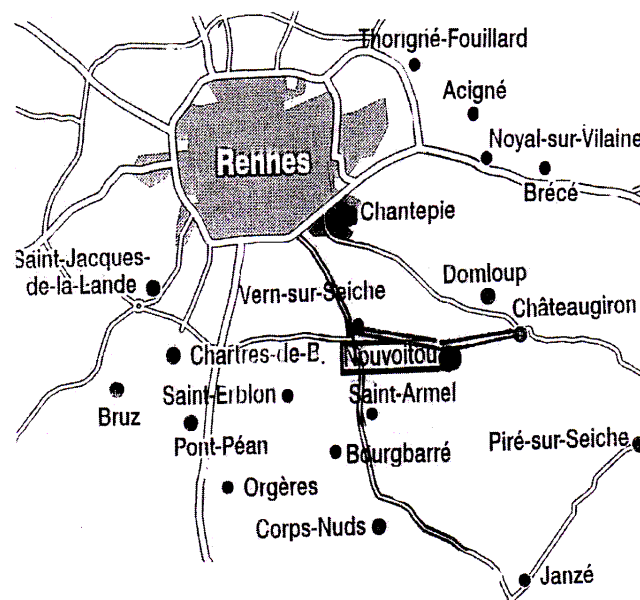 Thorigné-Fouillard
Acigné
Noyal-sur-Vilaine
Brécé
Rennes
Chantepie
Saint-Jacques-
de-la-Lande
Vern-sur-Seiche
Domloup
Châteaugiron
Chartres-de-B.
Nouvoitou
Saint-Erblon
Saint-Armel
Bruz
Pont-Péan
Bourgbarré
Piré-sur-Seiche
Orgères
Corps-Nuds
Janzé